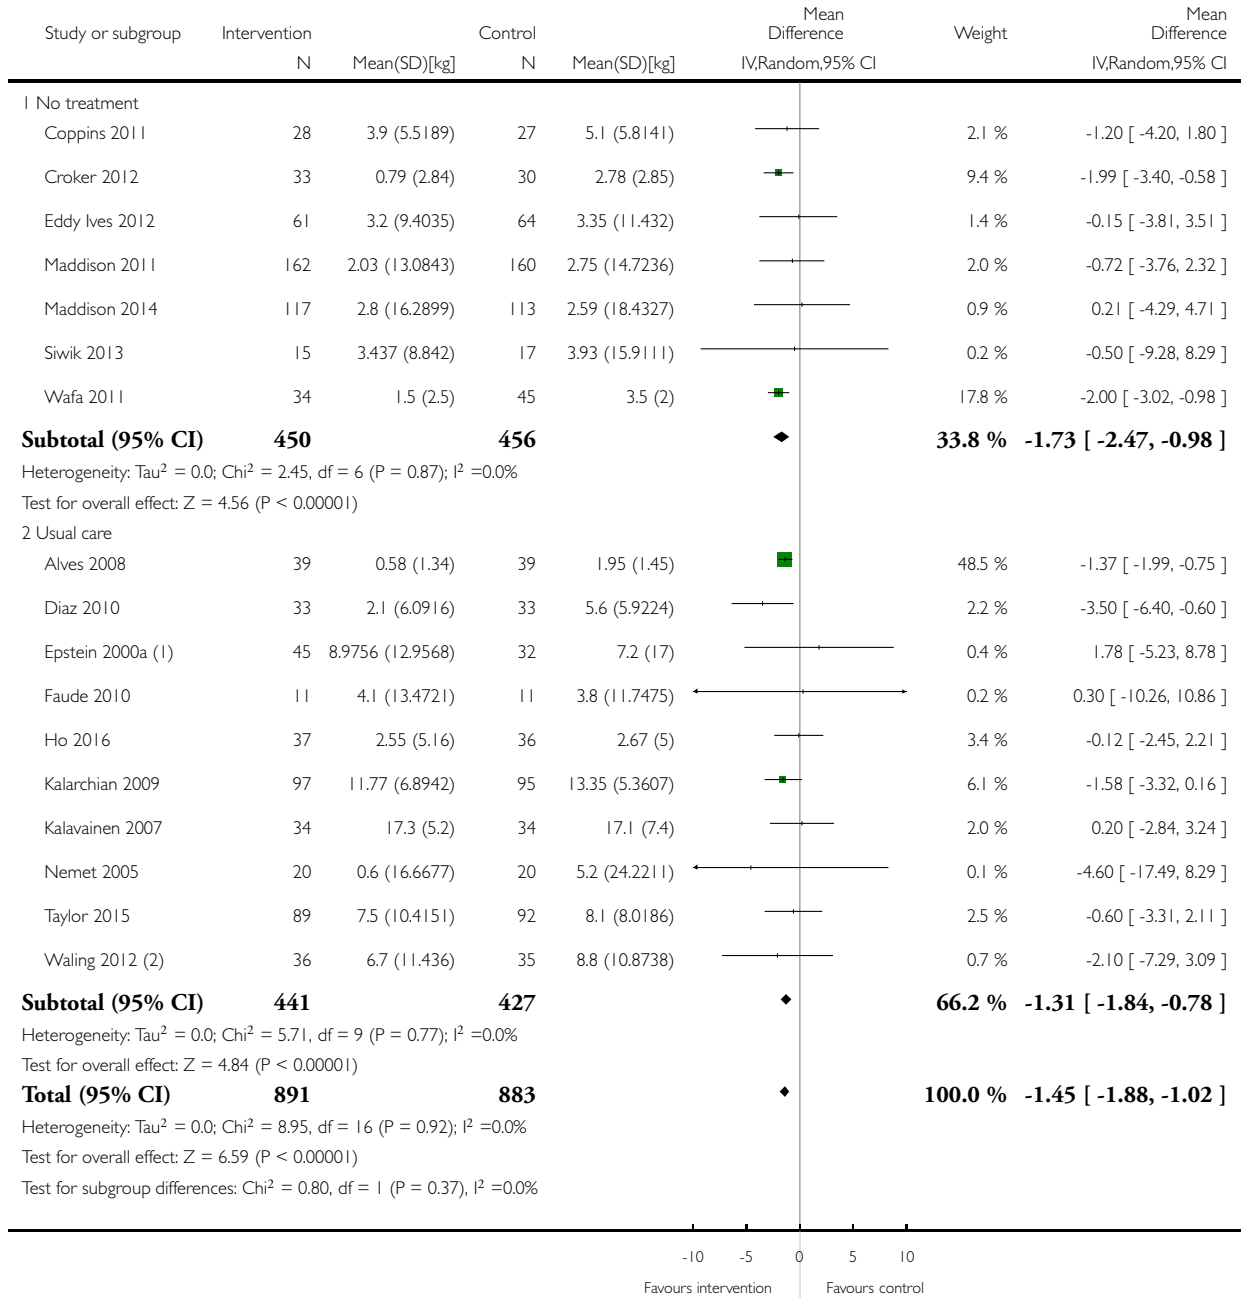 Study or subgroup Intervention Control Mean Difference Weight Mean Difference
N Mean(SD)[kg] N Mean(SD)[kg] IV,Random,95% CI IV,Random,95% CI
1 No treatment
Coppins 2011 28 3.9 (5.5189) 27 5.1 (5.8141) 2.1 % -1.20 [ -4.20, 1.80 ]
Croker 2012 33 0.79 (2.84) 30 2.78 (2.85) 9.4 % -1.99 [ -3.40, -0.58 ]
Eddy Ives 2012 61 3.2 (9.4035) 64 3.35 (11.432) 1.4 % -0.15 [ -3.81, 3.51 ]
Maddison 2011 162 2.03 (13.0843) 160 2.75 (14.7236) 2.0 % -0.72 [ -3.76, 2.32 ]
Maddison 2014 117 2.8 (16.2899) 113 2.59 (18.4327) 0.9 % 0.21 [ -4.29, 4.71 ]
Siwik 2013 15 3.437 (8.842) 17 3.93 (15.9111) 0.2 % -0.50 [ -9.28, 8.29 ]
Wafa 2011 34 1.5 (2.5) 45 3.5 (2) 17.8 % -2.00 [ -3.02, -0.98 ]
Subtotal (95% CI) 450 456 33.8 % -1.73 [ -2.47, -0.98 ]
Heterogeneity: Tau² = 0.0; Chi² = 2.45, df = 6 (P = 0.87); I² =0.0%
Test for overall effect: Z = 4.56 (P < 0.00001)
2 Usual care
Alves 2008 39 0.58 (1.34) 39 1.95 (1.45) 48.5 % -1.37 [ -1.99, -0.75 ]
Diaz 2010 33 2.1 (6.0916) 33 5.6 (5.9224) 2.2 % -3.50 [ -6.40, -0.60 ]
Epstein 2000a (1) 45 8.9756 (12.9568) 32 7.2 (17) 0.4 % 1.78 [ -5.23, 8.78 ]
Faude 2010 11 4.1 (13.4721) 11 3.8 (11.7475) 0.2 % 0.30 [ -10.26, 10.86 ]
Ho 2016 37 2.55 (5.16) 36 2.67 (5) 3.4 % -0.12 [ -2.45, 2.21 ]
Kalarchian 2009 97 11.77 (6.8942) 95 13.35 (5.3607) 6.1 % -1.58 [ -3.32, 0.16 ]
Kalavainen 2007 34 17.3 (5.2) 34 17.1 (7.4) 2.0 % 0.20 [ -2.84, 3.24 ]
Nemet 2005 20 0.6 (16.6677) 20 5.2 (24.2211) 0.1 % -4.60 [ -17.49, 8.29 ]
Taylor 2015 89 7.5 (10.4151) 92 8.1 (8.0186) 2.5 % -0.60 [ -3.31, 2.11 ]
Waling 2012 (2) 36 6.7 (11.436) 35 8.8 (10.8738) 0.7 % -2.10 [ -7.29, 3.09 ]
Subtotal (95% CI) 441 427 66.2 % -1.31 [ -1.84, -0.78 ]
Heterogeneity: Tau² = 0.0; Chi² = 5.71, df = 9 (P = 0.77); I² =0.0%
Test for overall effect: Z = 4.84 (P < 0.00001)
Total (95% CI) 891 883 100.0 % -1.45 [ -1.88, -1.02 ]
Heterogeneity: Tau² = 0.0; Chi² = 8.95, df = 16 (P = 0.92); I² =0.0%
Test for overall effect: Z = 6.59 (P < 0.00001)
Test for subgroup differences: Chi² = 0.80, df = 1 (P = 0.37), I² =0.0%
-10 -5 0 5 10
Favours intervention Favours control